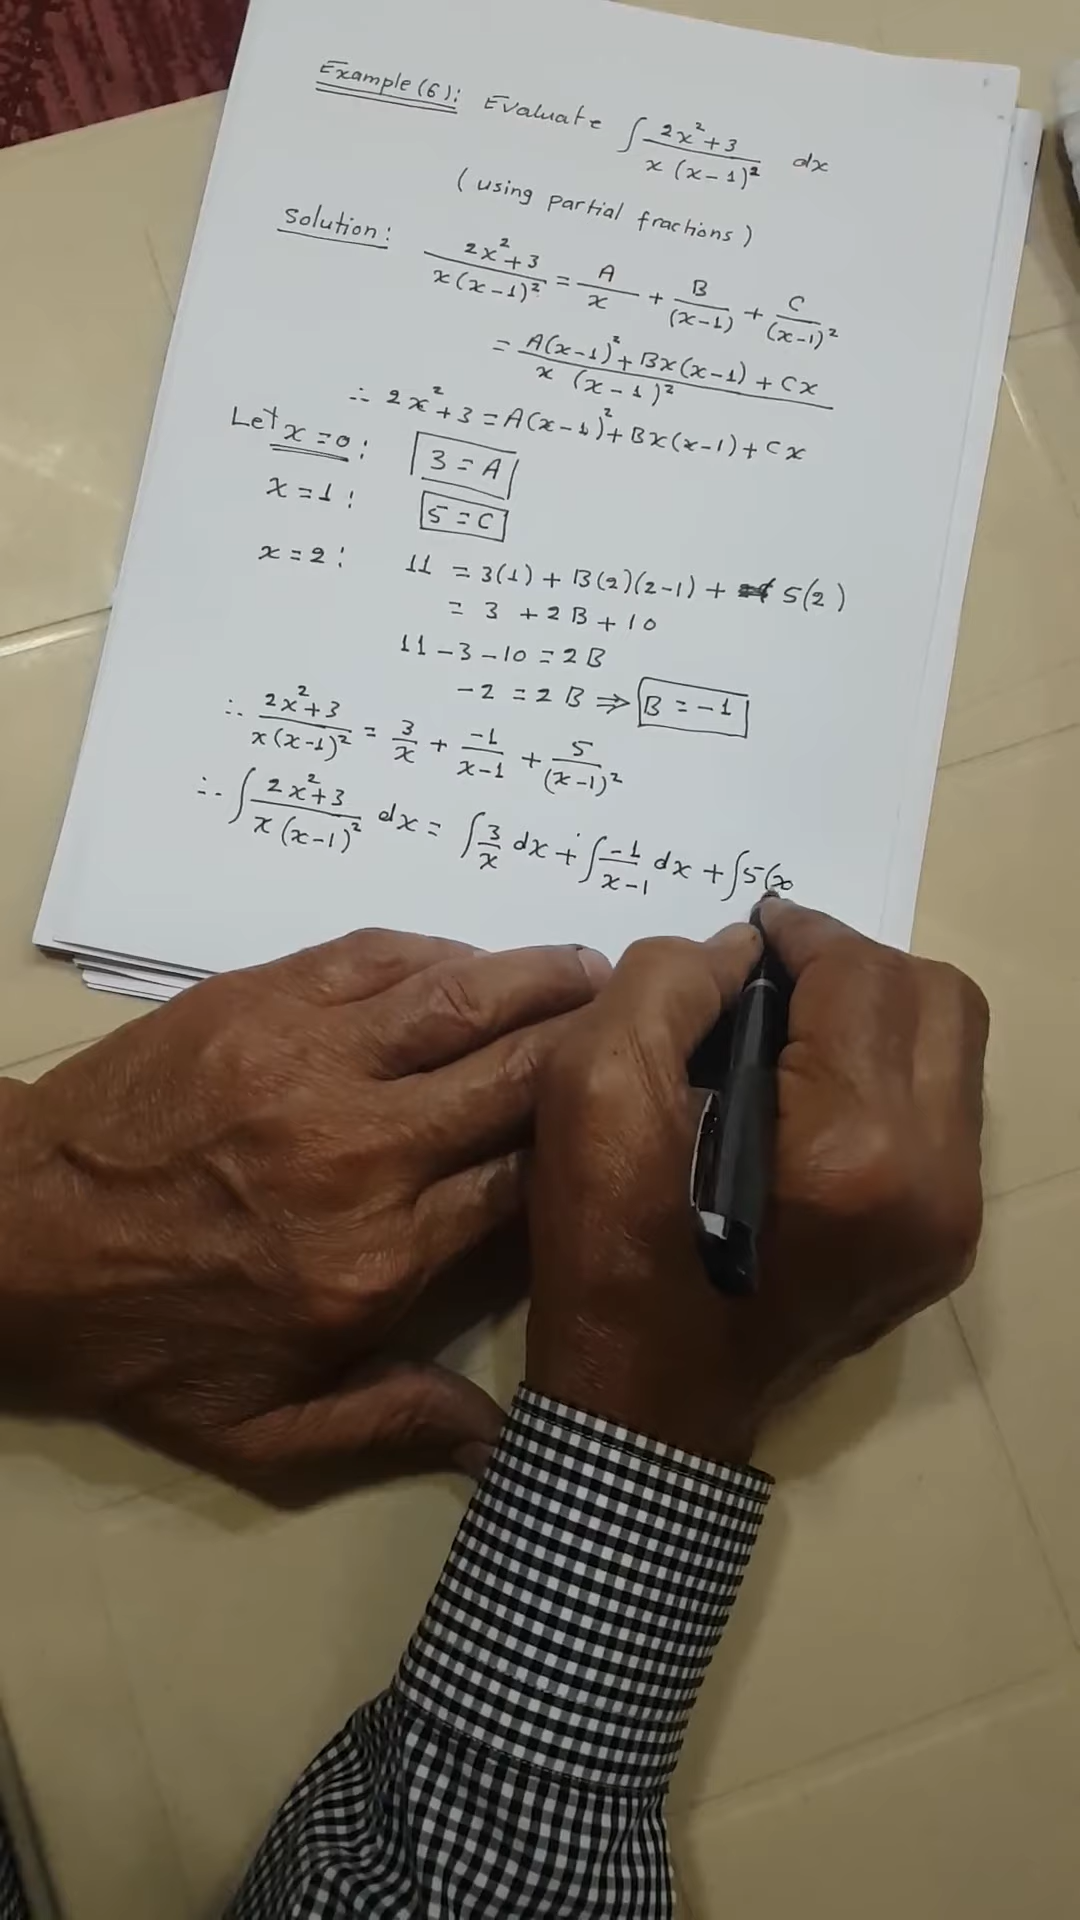 Example (6): Evaluate ∫ (2x²+3)/(x(x-1)²) dx
(using partial fractions)
Solution: (2x²+3)/(x(x-1)²) = A/x + B/(x-1) + C/(x-1)²
= (A(x-1)² + Bx(x-1) + Cx)/(x(x-1)²)
∴ 2x²+3 = A(x-1)² + Bx(x-1) + Cx
Let x=0: 3 = A
x=1: 5 = C
x=2: 11 = 3(1) + B(2)(2-1) + 5(2)
= 3 + 2B + 10
11 - 3 - 10 = 2B
-2 = 2B ⇒ B = -1
∴ (2x²+3)/(x(x-1)²) = 3/x + -1/(x-1) + 5/(x-1)²
∴ ∫ (2x²+3)/(x(x-1)²) dx = ∫ 3/x dx + ∫ -1/(x-1) dx + ∫ 5(x